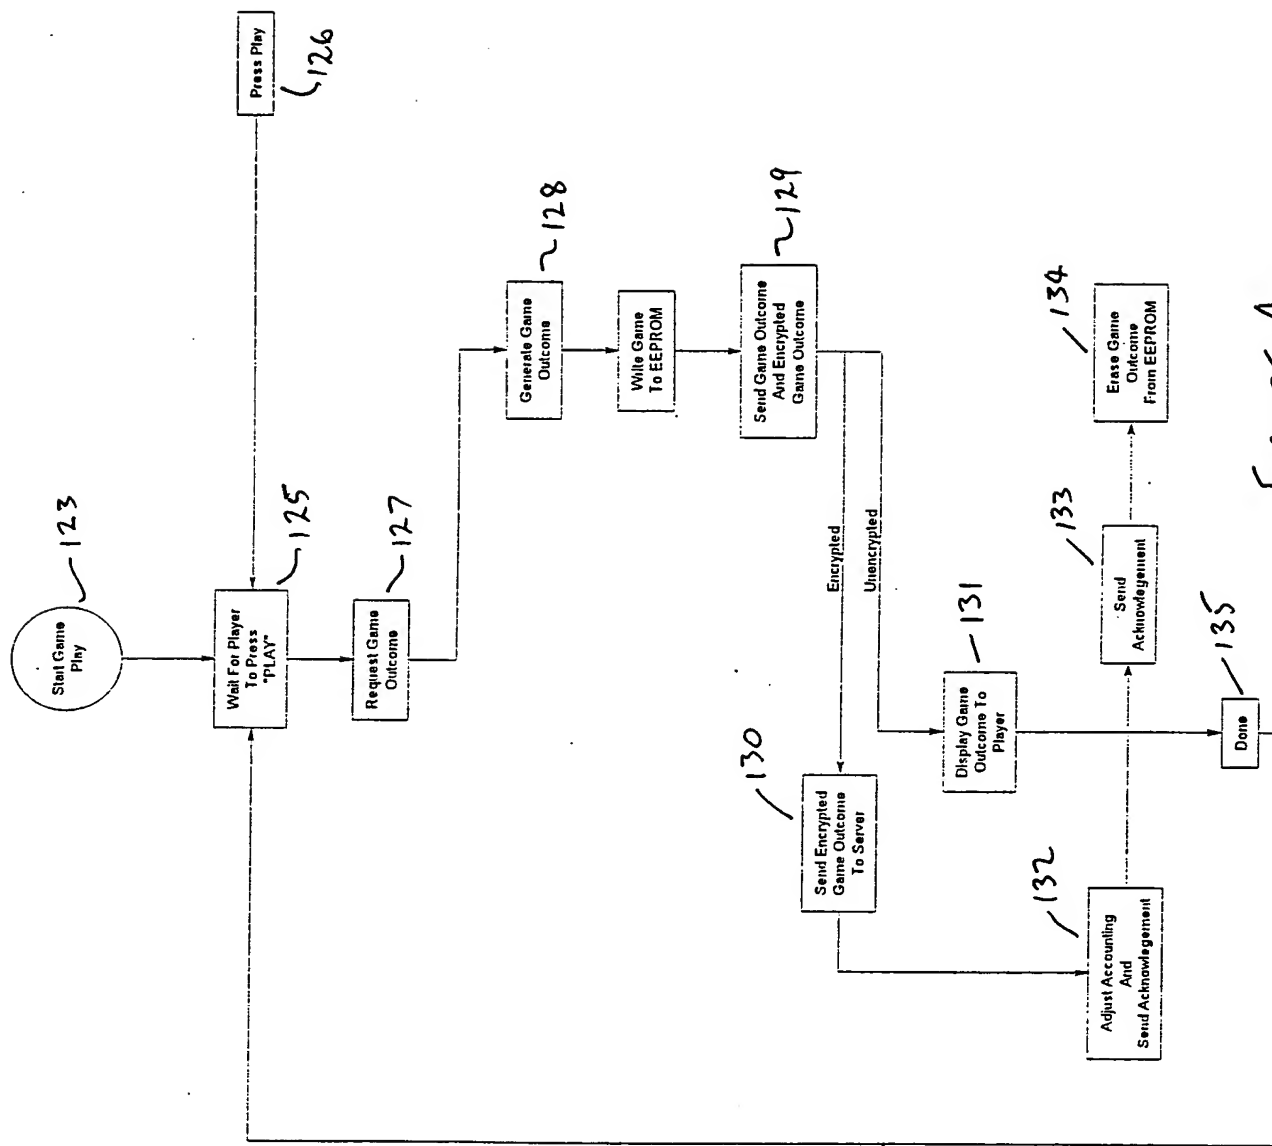 Start Game
Play
123
Wait For Player
To Press
"PLAY"
125
Press Play
126
Request Game
Outcome
127
Generate Game
Outcome
128
Write Game
To EEPROM
Send Game Outcome
And Encrypted
Game Outcome
129
Encrypted
Unencrypted
Send Encrypted
Game Outcome
To Server
130
Display Game
Outcome To
Player
131
Adjust Accounting
And
Send Acknowlegement
132
Send
Acknowlegement
133
Erase Game
Outcome
From EEPROM
134
Done
135